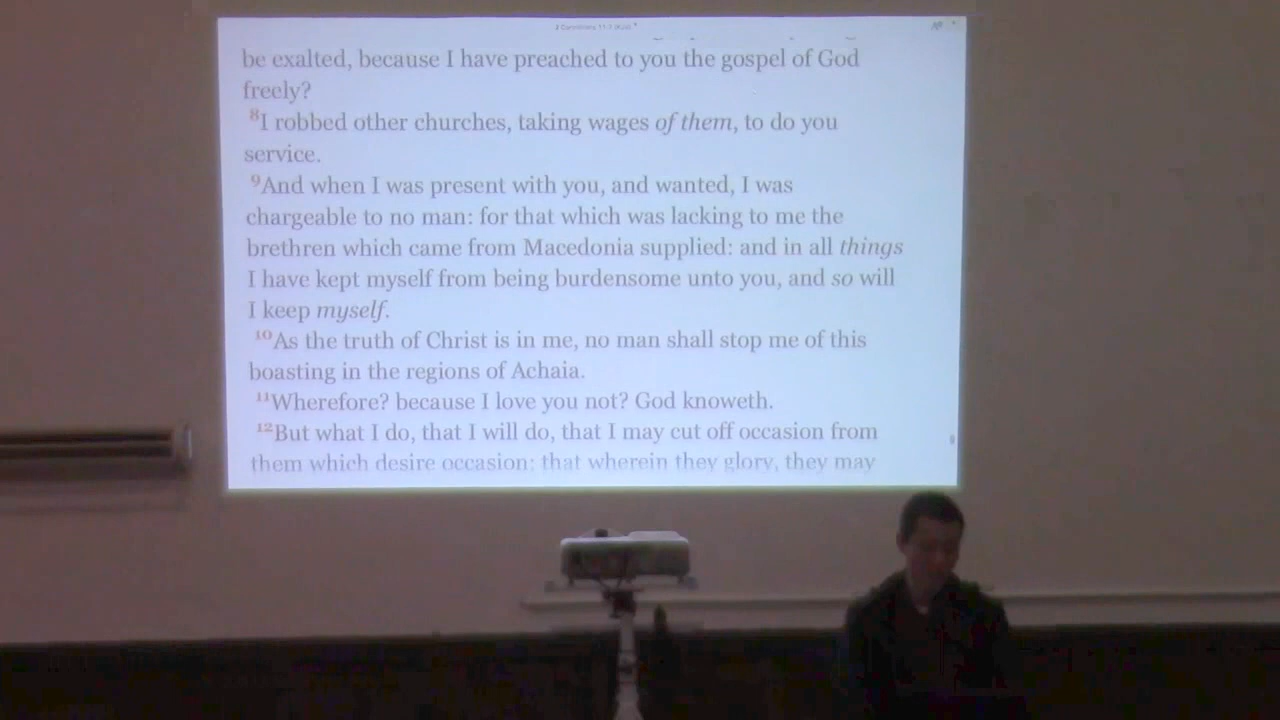 be exalted, because I have preached to you the gospel of God
freely?
8I robbed other churches, taking wages of them, to do you
service.
9And when I was present with you, and wanted, I was
chargeable to no man: for that which was lacking to me the
brethren which came from Macedonia supplied: and in all things
I have kept myself from being burdensome unto you, and so will
I keep myself.
10As the truth of Christ is in me, no man shall stop me of this
boasting in the regions of Achaia.
11Wherefore? because I love you not? God knoweth.
12But what I do, that I will do, that I may cut off occasion from
them which desire occasion; that wherein they glory, they may